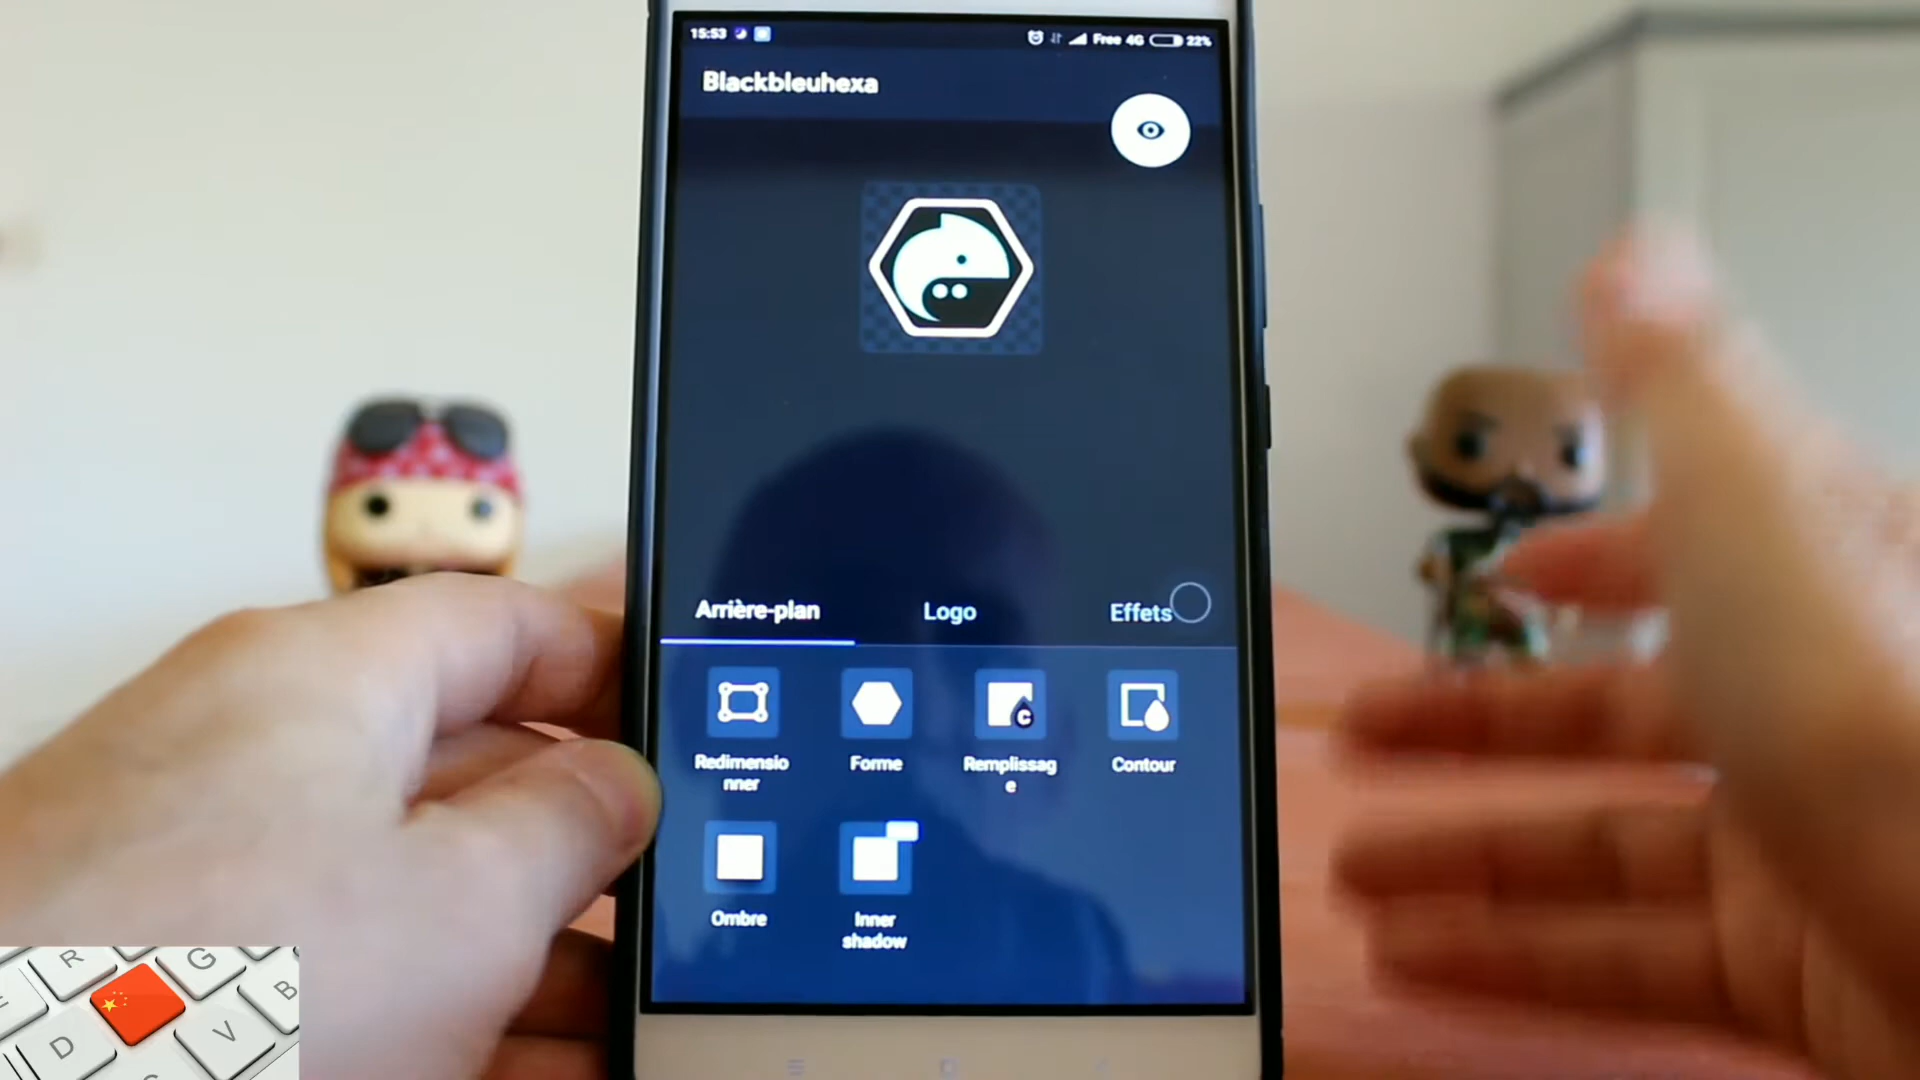 15:53 Free 4G 22%
Blackbleuhexa
Arrière-plan Logo Effets
Redimensio
nner
Forme
Remplissag
e
Contour
Ombre
Inner
shadow
R G
B
D V